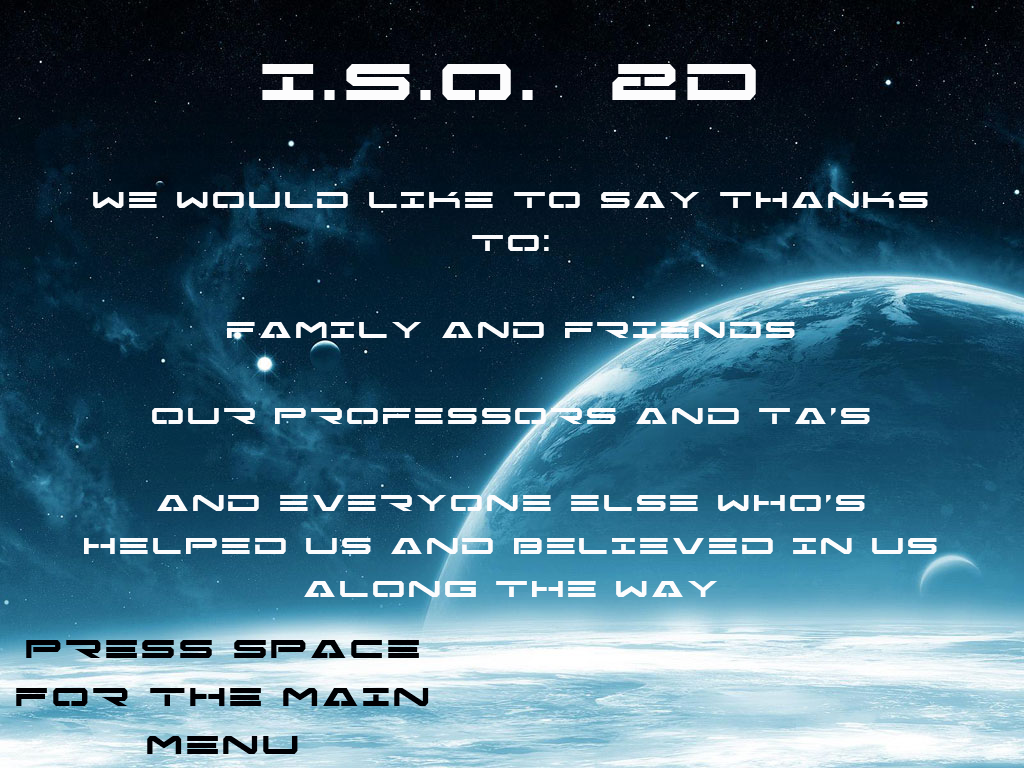 I.S.O. 2D
WE WOULD LIKE TO SAY THANKS
TO:
FAMILY AND FRIENDS
OUR PROFESSORS AND TA'S
AND EVERYONE ELSE WHO'S
HELPED US AND BELIEVED IN US
ALONG THE WAY
PRESS SPACE
FOR THE MAIN
MENU